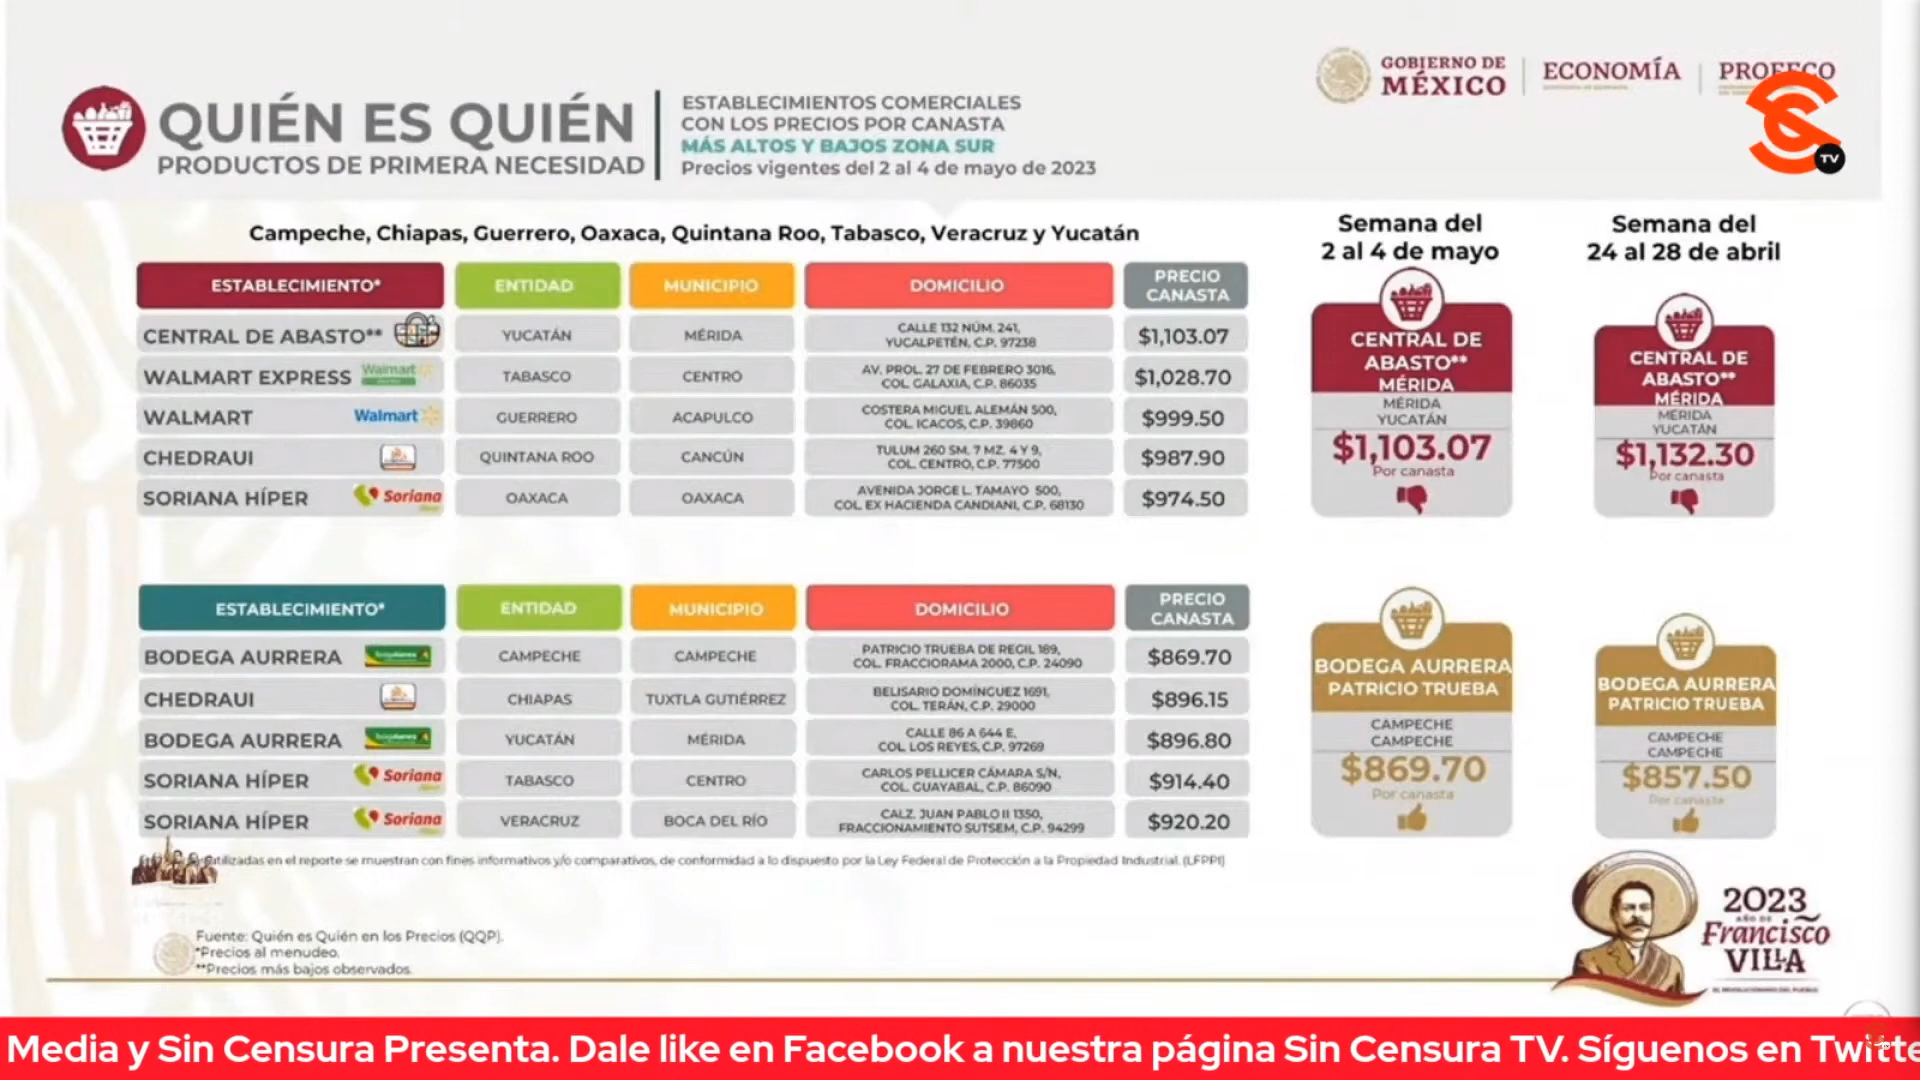 GOBIERNO DE
MÉXICO
ECONOMÍA
PROFECO
TV
QUIÉN ES QUIÉN
PRODUCTOS DE PRIMERA NECESIDAD
ESTABLECIMIENTOS COMERCIALES
CON LOS PRECIOS POR CANASTA
MÁS ALTOS Y BAJOS ZONA SUR
Precios vigentes del 2 al 4 de mayo de 2023
Campeche, Chiapas, Guerrero, Oaxaca, Quintana Roo, Tabasco, Veracruz y Yucatán
ESTABLECIMIENTO* ENTIDAD MUNICIPIO DOMICILIO PRECIO CANASTA
CENTRAL DE ABASTO** YUCATÁN MÉRIDA CALLE 132 NÚM. 241, YUCALPETÉN, C.P. 97238 $1,103.07
WALMART EXPRESS Walmart TABASCO CENTRO AV. PROL. 27 DE FEBRERO 3016, COL. GALAXIA, C.P. 86035 $1,028.70
WALMART Walmart GUERRERO ACAPULCO COSTERA MIGUEL ALEMÁN 500, COL. ICACOS, C.P. 39860 $999.50
CHEDRAUI QUINTANA ROO CANCÚN TULUM 260 SM. 7 MZ. 4 Y 9, COL. CENTRO, C.P. 77500 $987.90
SORIANA HÍPER Soriana OAXACA OAXACA AVENIDA JORGE L. TAMAYO 500, COL. EX HACIENDA CANDIANI, C.P. 68130 $974.50
Semana del
2 al 4 de mayo
CENTRAL DE
ABASTO**
MÉRIDA
MÉRIDA
YUCATÁN
$1,103.07
Por canasta
Semana del
24 al 28 de abril
CENTRAL DE
ABASTO**
MÉRIDA
MÉRIDA
YUCATÁN
$1,132.30
Por canasta
ESTABLECIMIENTO* ENTIDAD MUNICIPIO DOMICILIO PRECIO CANASTA
BODEGA AURRERA CAMPECHE CAMPECHE PATRICIO TRUEBA DE REGIL 189, COL. FRACCIORAMA 2000, C.P. 24090 $869.70
CHEDRAUI CHIAPAS TUXTLA GUTIÉRREZ BELISARIO DOMÍNGUEZ 1691, COL. TERÁN, C.P. 29000 $896.15
BODEGA AURRERA YUCATÁN MÉRIDA CALLE 86 A 644 E, COL. LOS REYES, C.P. 97269 $896.80
SORIANA HÍPER Soriana TABASCO CENTRO CARLOS PELLICER CÁMARA S/N, COL. GUAYABAL, C.P. 86090 $914.40
SORIANA HÍPER Soriana VERACRUZ BOCA DEL RÍO CALZ. JUAN PABLO II 1350, FRACCIONAMIENTO SUTSEM, C.P. 94299 $920.20
BODEGA AURRERA
PATRICIO TRUEBA
CAMPECHE
CAMPECHE
$869.70
Por canasta
BODEGA AURRERA
PATRICIO TRUEBA
CAMPECHE
CAMPECHE
$857.50
Por canasta
utilizadas en el reporte se muestran con fines informativos y/o comparativos, de conformidad a lo dispuesto por la Ley Federal de Protección a la Propiedad Industrial. (LFPPI)
Fuente: Quién es Quién en los Precios (QQP).
*Precios al menudeo.
**Precios más bajos observados.
2023
AÑO DE
Francisco
VILLA
EL REVOLUCIONARIO DEL PUEBLO
Media y Sin Censura Presenta. Dale like en Facebook a nuestra página Sin Censura TV. Síguenos en Twitte